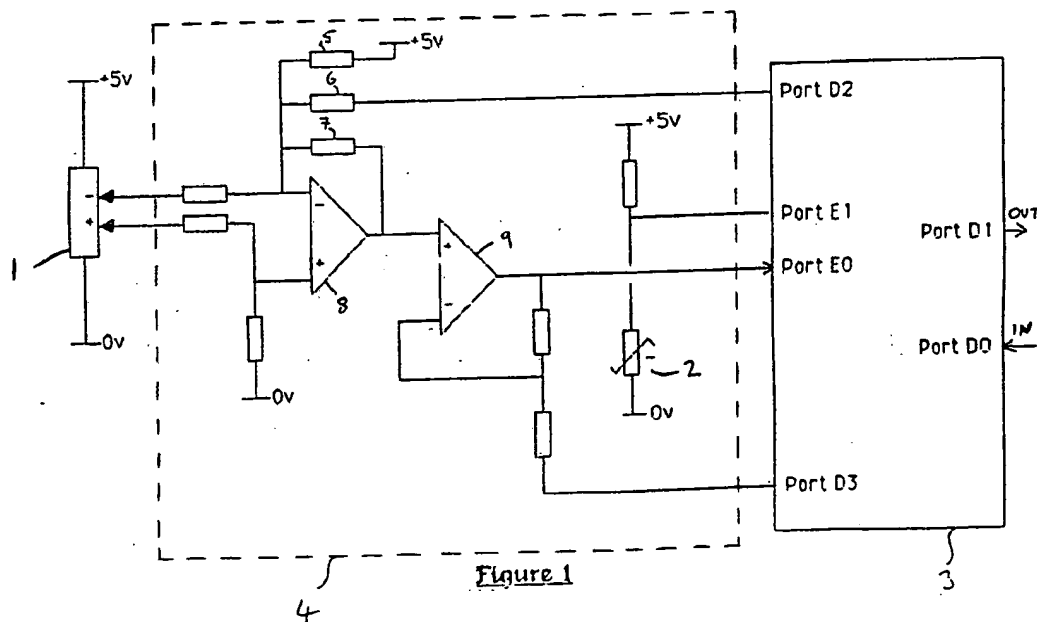 5
+5v
6
7
+5v
Port D2
+5v
-
+
1
-
+
8
9
+
-
Port E1
Port E0
Port D1
OUT
Port D0
IN
2
0v
0v
0v
Port D3
4
Figure 1
3